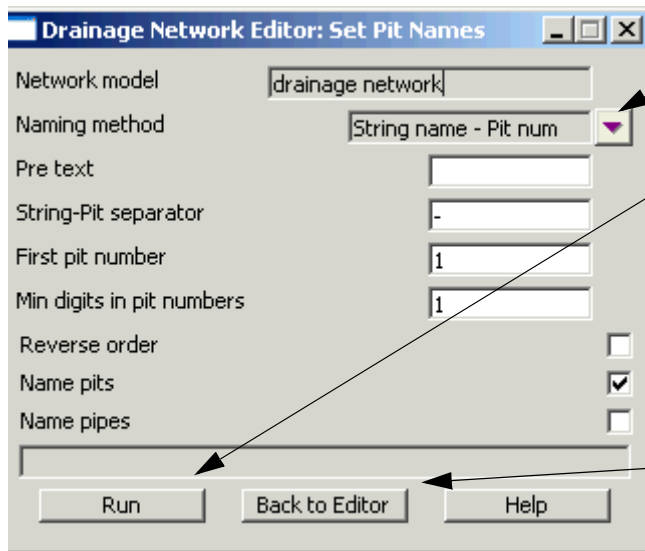 Drainage Network Editor: Set Pit Names
Network model drainage network
Naming method String name - Pit num
Pre text
String-Pit separator -
First pit number 1
Min digits in pit numbers 1
Reverse order
Name pits
Name pipes
Run Back to Editor Help